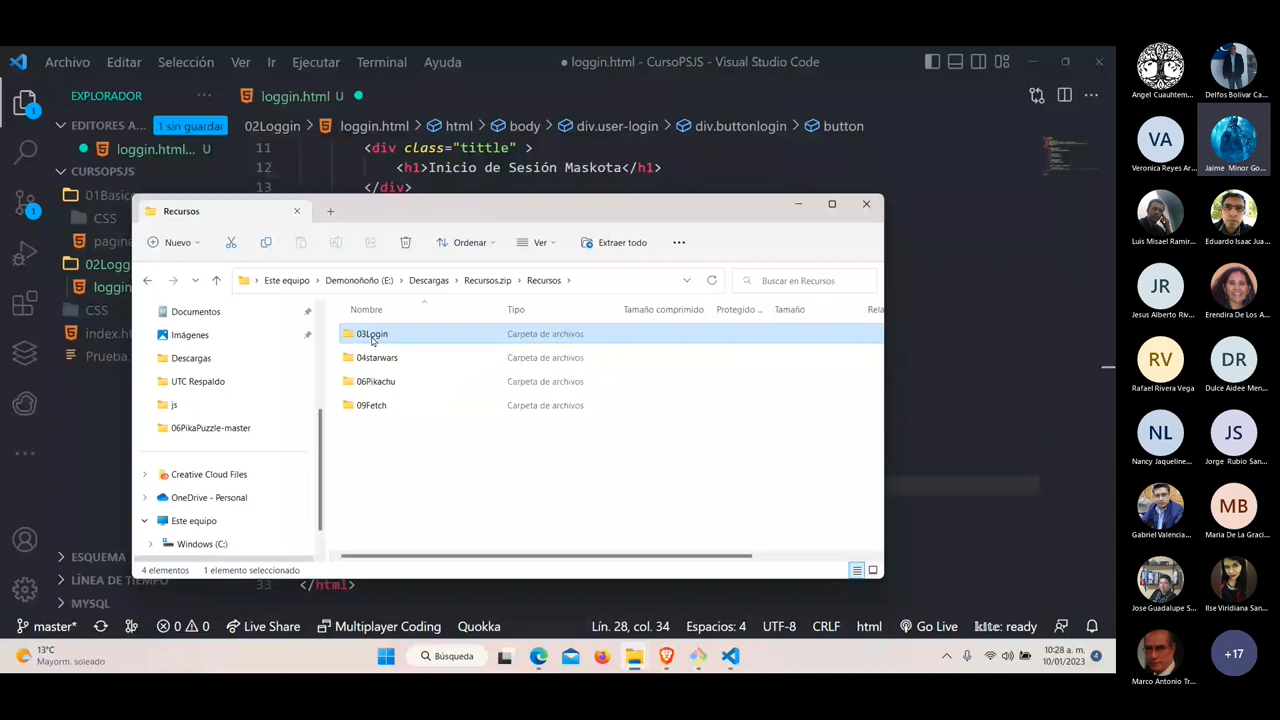 Archivo Editar Selección Ver Ir Ejecutar Terminal Ayuda
● loggin.html - CursoPSJS - Visual Studio Code
EXPLORADOR
loggin.html U
EDITORES A...
1 sin guardar
loggin.html... U
CURSOPSJS
01Basic
CSS
pagina
02Logg
loggin
CSS
index.h
Prueba.
ESQUEMA
LÍNEA DE TIEMPO
MYSQL
02Loggin > loggin.html > html > body > div.user-login > div.buttonlogin > button
11 <div class="tittle" >
12 <h1>Inicio de Sesión Maskota</h1>
13 </div>
33 </html>
Recursos
Nuevo
Ordenar
Ver
Extraer todo
Este equipo > Demonoñoño (E:) > Descargas > Recursos.zip > Recursos >
Buscar en Recursos
Documentos
Imágenes
Descargas
UTC Respaldo
js
06PikaPuzzle-master
Creative Cloud Files
OneDrive - Personal
Este equipo
Windows (C:)
Nombre Tipo Tamaño comprimido Protegido ... Tamaño Rela
03Login Carpeta de archivos
04starwars Carpeta de archivos
06Pikachu Carpeta de archivos
09Fetch Carpeta de archivos
4 elementos 1 elemento seleccionado
master* 0 0 Live Share Multiplayer Coding Quokka Lín. 28, col. 34 Espacios: 4 UTF-8 CRLF html Go Live kite: ready
13°C
Mayorm. soleado
Búsqueda
10:28 a. m.
10/01/2023
4
1
1
Angel Cuauhtem...
Delfos Bolivar Ca...
VA
Veronica Reyes Ar...
Jaime Minor Go...
Luis Misael Ramir...
Eduardo Isaac Jua...
JR
Jesus Alberto Riv...
Erendira De Los A...
RV
Rafael Rivera Vega
DR
Dulce Aidee Men...
NL
Nancy Jaqueline...
JS
Jorge Rubio San...
Gabriel Valencia...
MB
Maria De La Graci...
Jose Guadalupe S...
Ilse Viridiana San...
Marco Antonio Tr...
+17